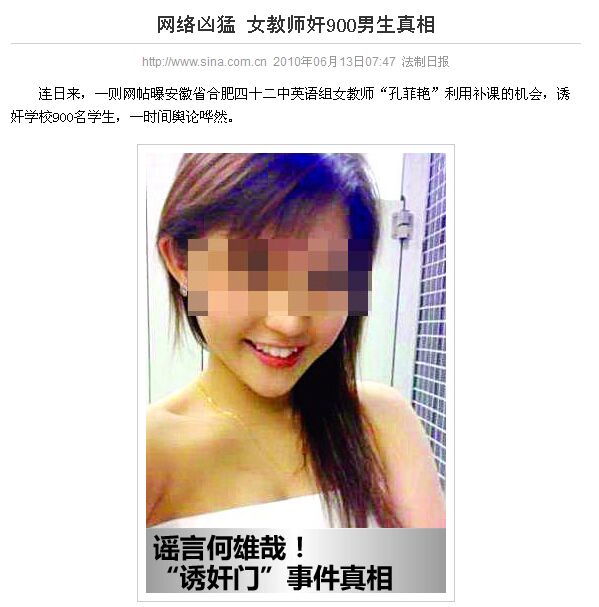 网络凶猛 女教师奸900男生真相
http://www.sina.com.cn 2010年06月13日07:47 法制日报
连日来，一则网帖曝安徽省合肥四十二中英语组女教师“孔菲艳”利用补课的机会，诱
奸学校900名学生，一时间舆论哗然。
谣言何雄哉！
“诱奸门”事件真相